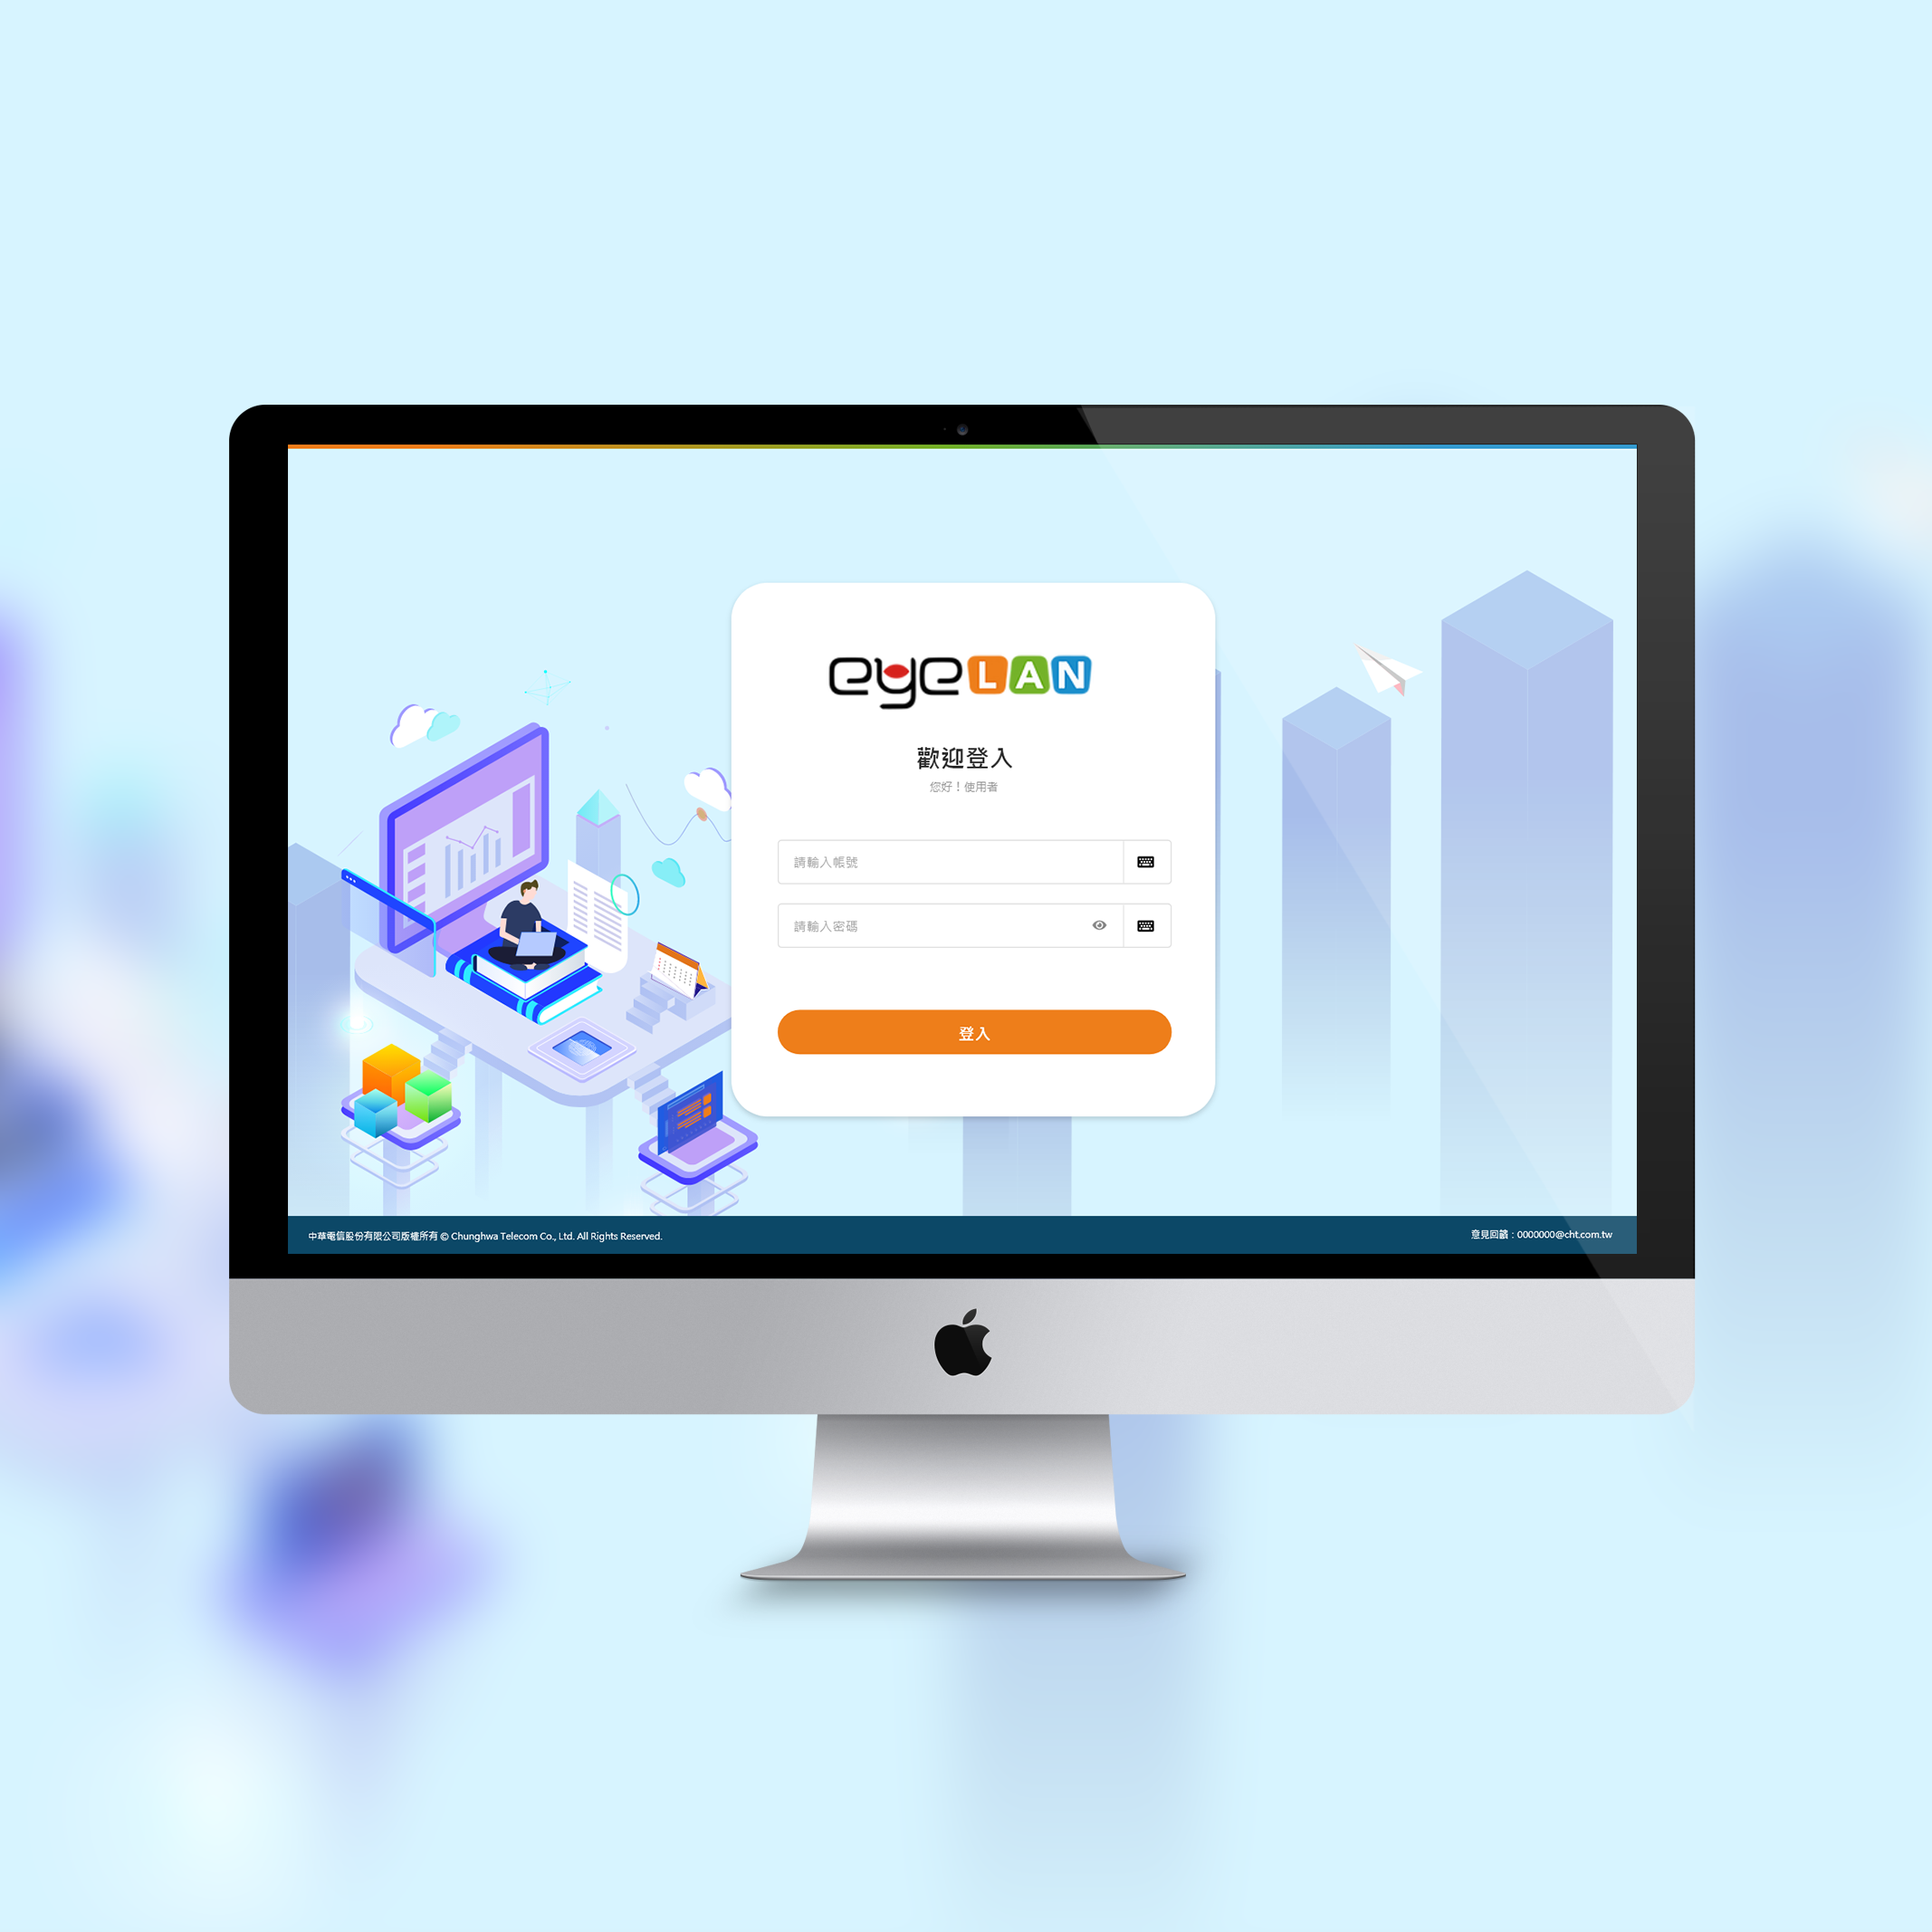 eyeLAN
歡迎登入
您好！使用者
請輸入帳號
請輸入密碼
登入
中華電信股份有限公司版權所有 © Chunghwa Telecom Co., Ltd. All Rights Reserved.
意見回饋：0000000@cht.com.tw